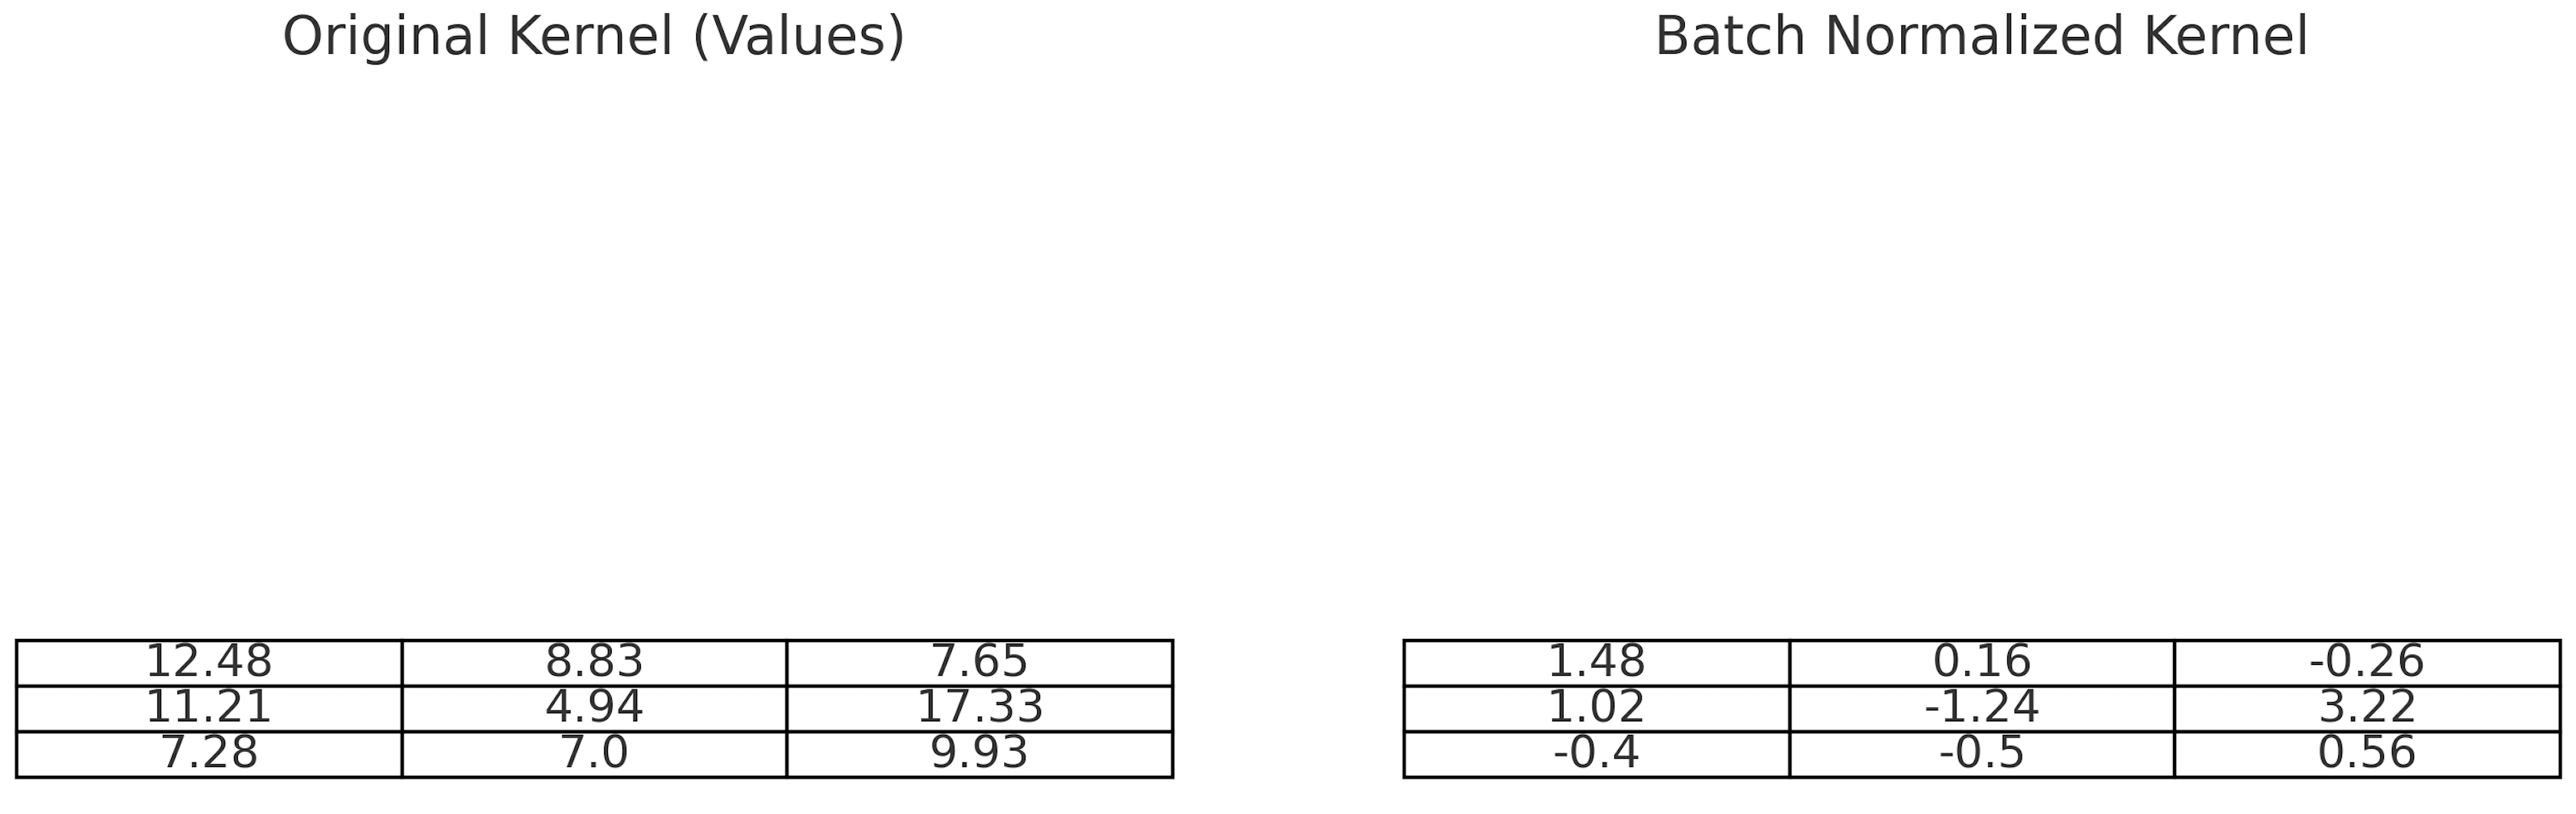 Original Kernel (Values)
12.48 8.83 7.65
11.21 4.94 17.33
7.28 7.0 9.93
Batch Normalized Kernel
1.48 0.16 -0.26
1.02 -1.24 3.22
-0.4 -0.5 0.56